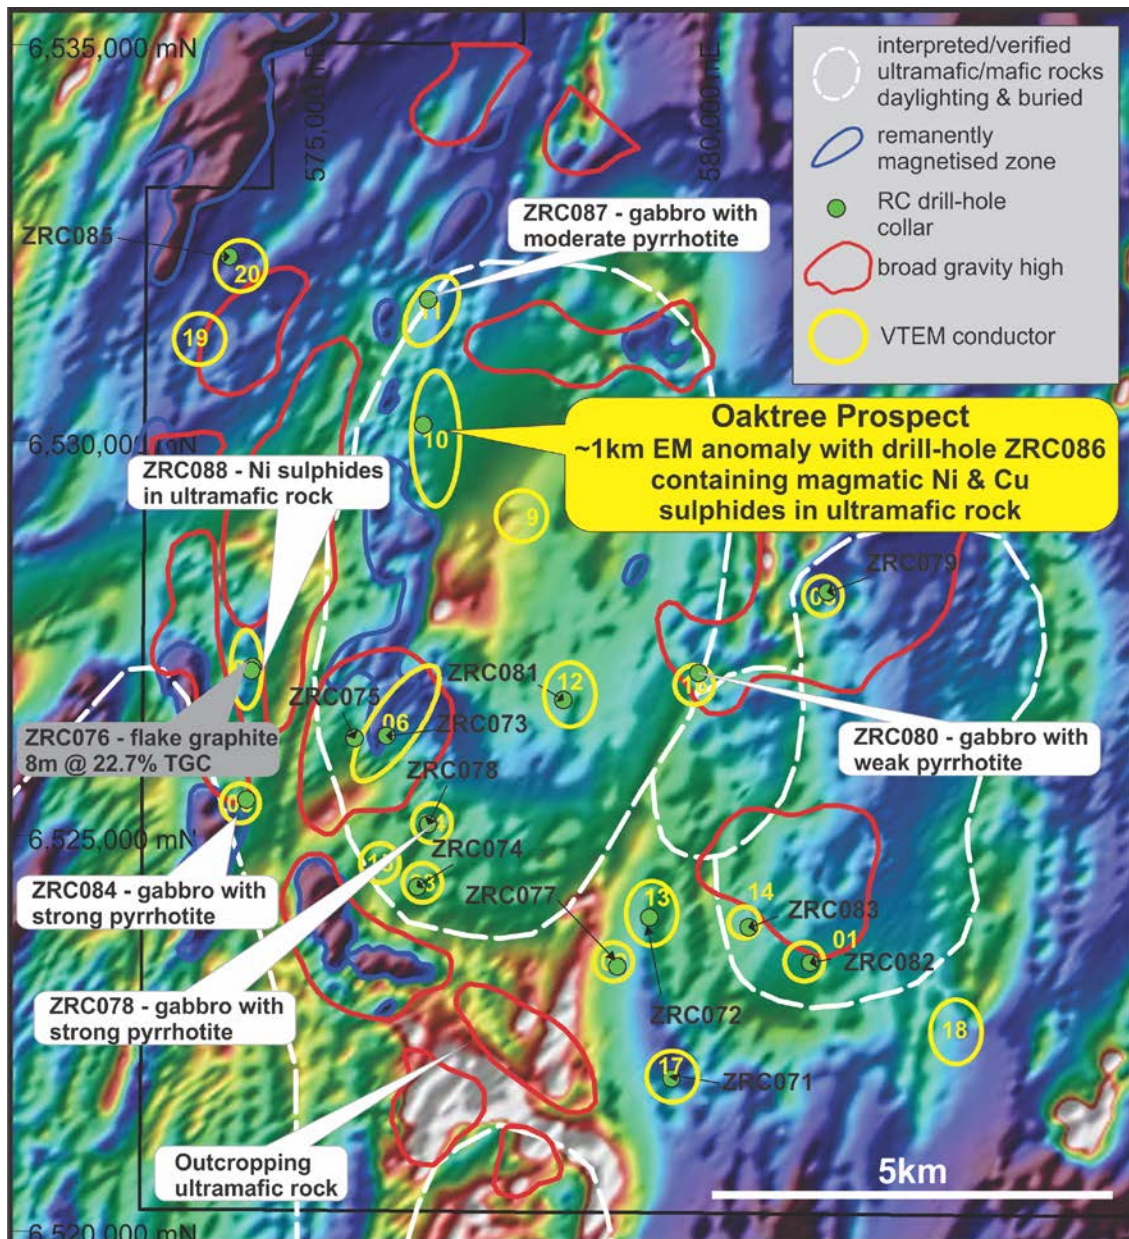 6,535,000 mN
575,000mE
580,000 mE
interpreted/verified
ultramafic/mafic rocks
daylighting & buried
remanently
magnetised zone
RC drill-hole
collar
broad gravity high
VTEM conductor
ZRC087 - gabbro with
moderate pyrrhotite
ZRC085
20
11
19
Oaktree Prospect
~1km EM anomaly with drill-hole ZRC086
containing magmatic Ni & Cu
sulphides in ultramafic rock
10
6,530,000 mN
ZRC088 - Ni sulphides
in ultramafic rock
9
ZRC079
ZRC081
12
ZRC075
06
ZRC073
ZRC076 - flake graphite
8m @ 22.7% TGC
ZRC080 - gabbro with
weak pyrrhotite
ZRC078
6,525,000 mN
ZRC074
ZRC084 - gabbro with
strong pyrrhotite
ZRC077
13
14
ZRC083
01
ZRC082
ZRC078 - gabbro with
strong pyrrhotite
ZRC072
18
17
ZRC071
Outcropping
ultramafic rock
5km
6,520,000 mN